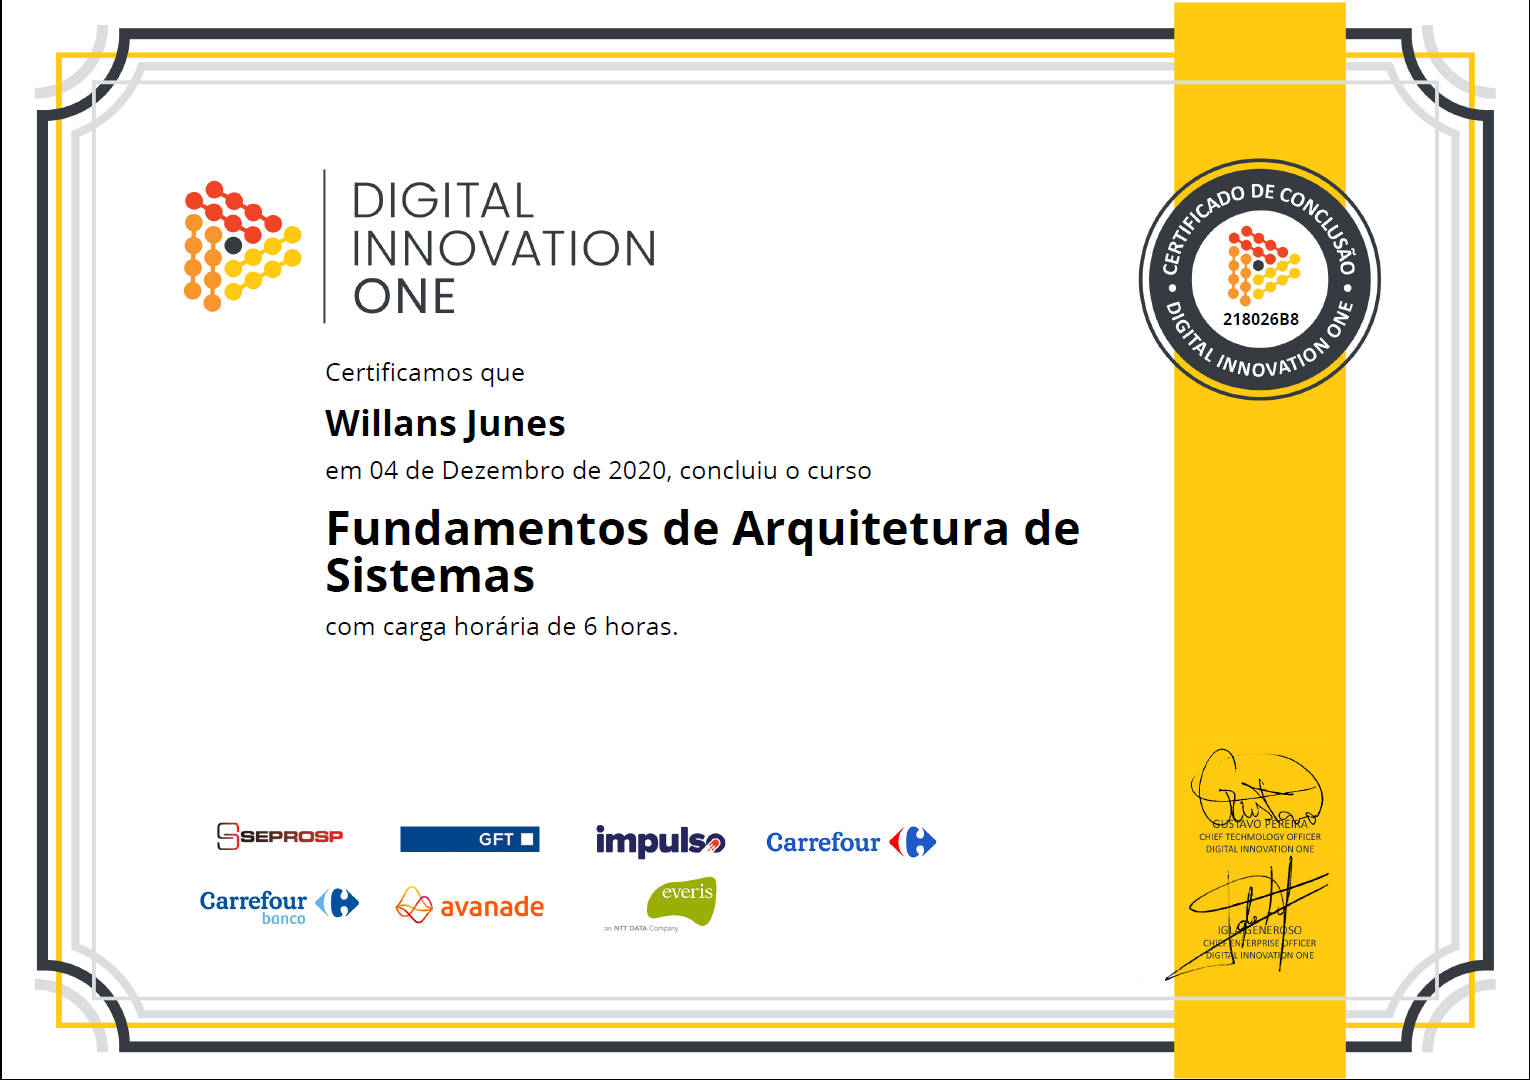 DIGITAL
INNOVATION
ONE
CERTIFICADO DE CONCLUSÃO
218026B8
• DIGITAL INNOVATION ONE •
Certificamos que
Willans Junes
em 04 de Dezembro de 2020, concluiu o curso
Fundamentos de Arquitetura de
Sistemas
com carga horária de 6 horas.
SEPROSP
GFT
impulso
Carrefour
Carrefour
banco
avanade
everis
an NTT DATA Company
GUSTAVO PEREIRA
CHIEF TECHMOLOGY OFFICER
DIGITAL INNOVATION ONE
IGLA GENEROSO
CHIEF ENTERPRISE OFFICER
DIGITAL INNOVATION ONE